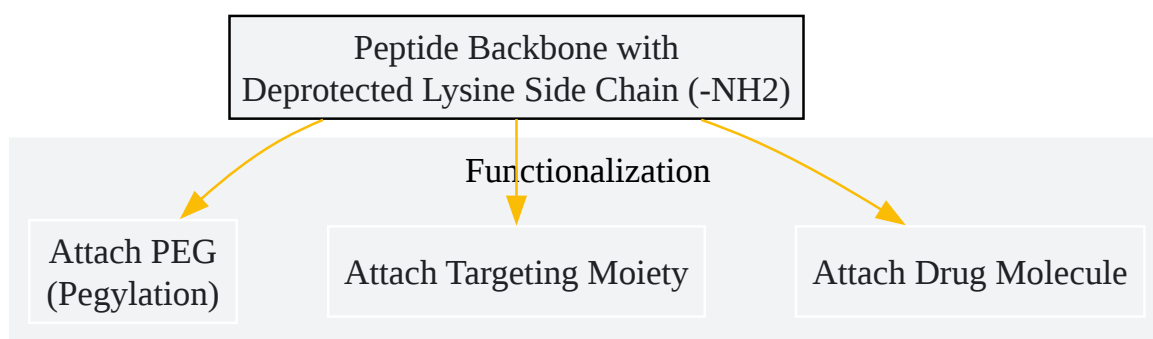 Peptide Backbone with
Deprotected Lysine Side Chain (-NH2)
Functionalization
Attach PEG
(Pegylation)
Attach Targeting Moiety
Attach Drug Molecule